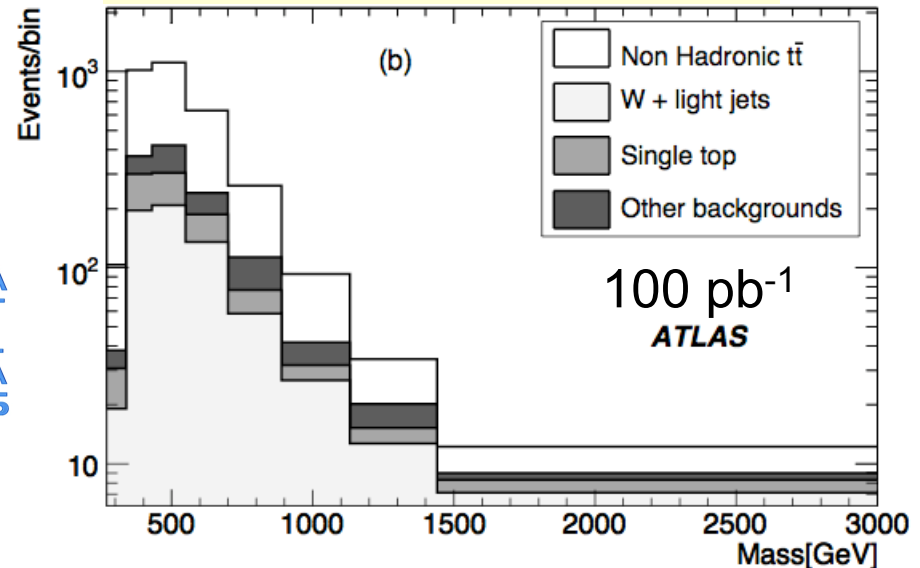 Events/bin
10³
10²
10
(b)
Non Hadronic tt̄
W + light jets
Single top
Other backgrounds
100 pb⁻¹
ATLAS
500 1000 1500 2000 2500 3000
Mass[GeV]